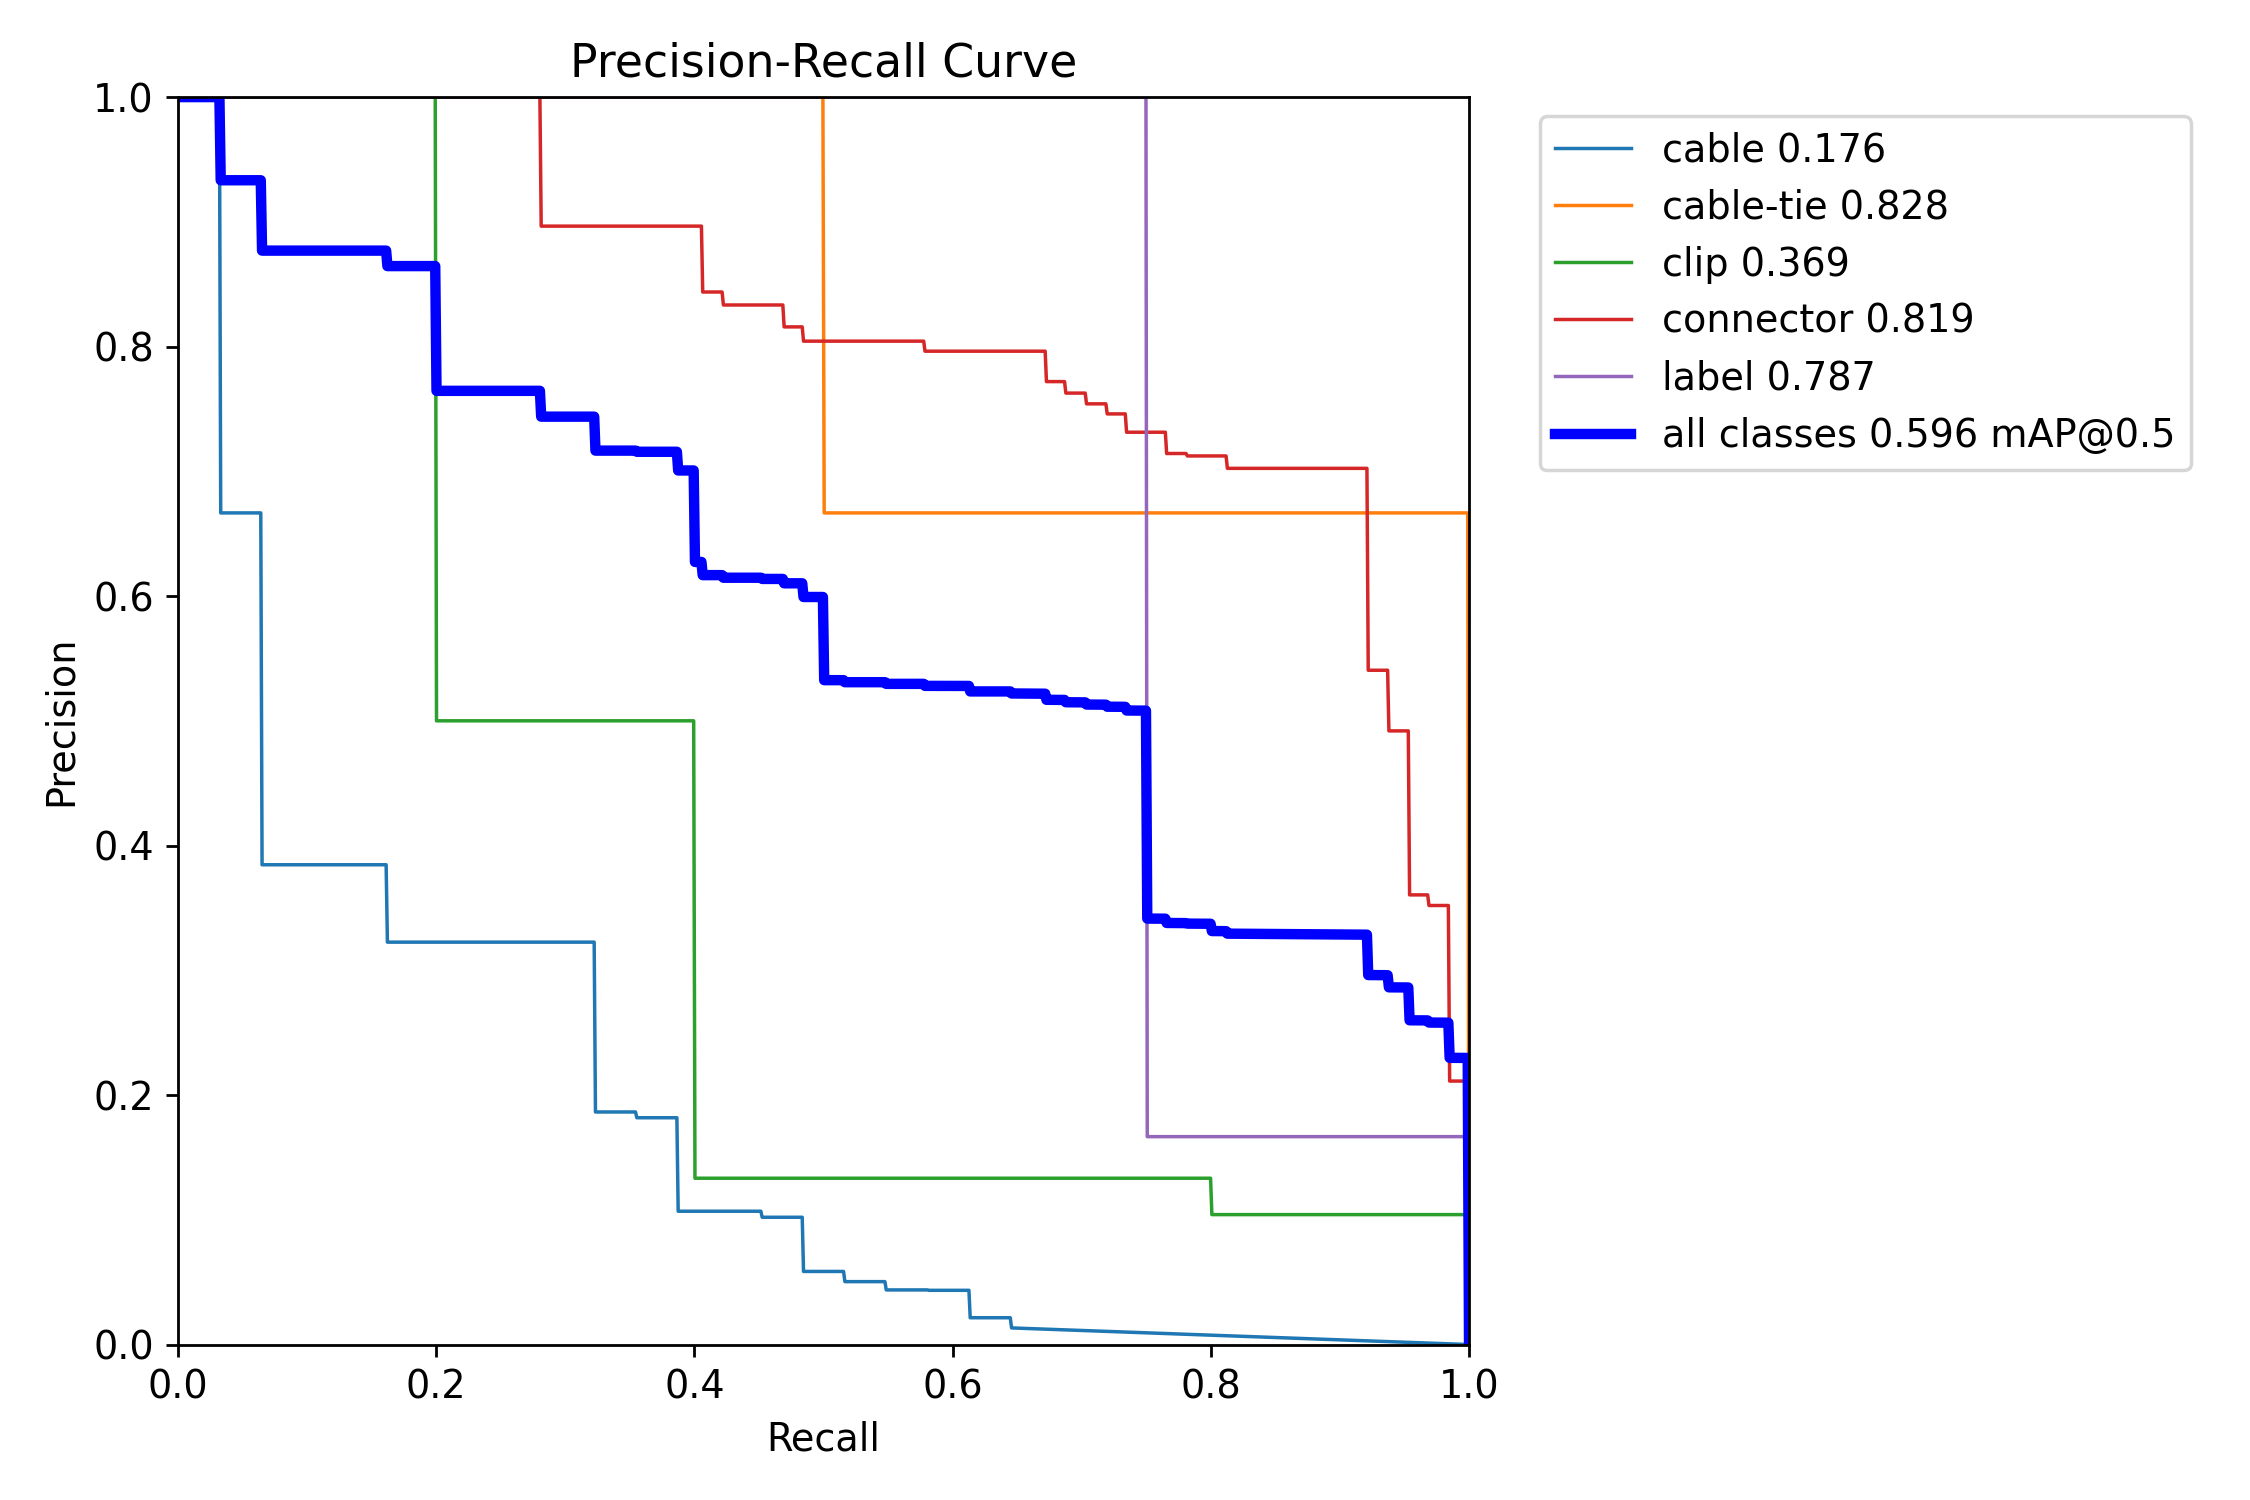 Precision-Recall Curve
1.0
0.8
0.6
0.4
0.2
0.0
Precision
0.0 0.2 0.4 0.6 0.8 1.0
Recall
cable 0.176
cable-tie 0.828
clip 0.369
connector 0.819
label 0.787
all classes 0.596 mAP@0.5